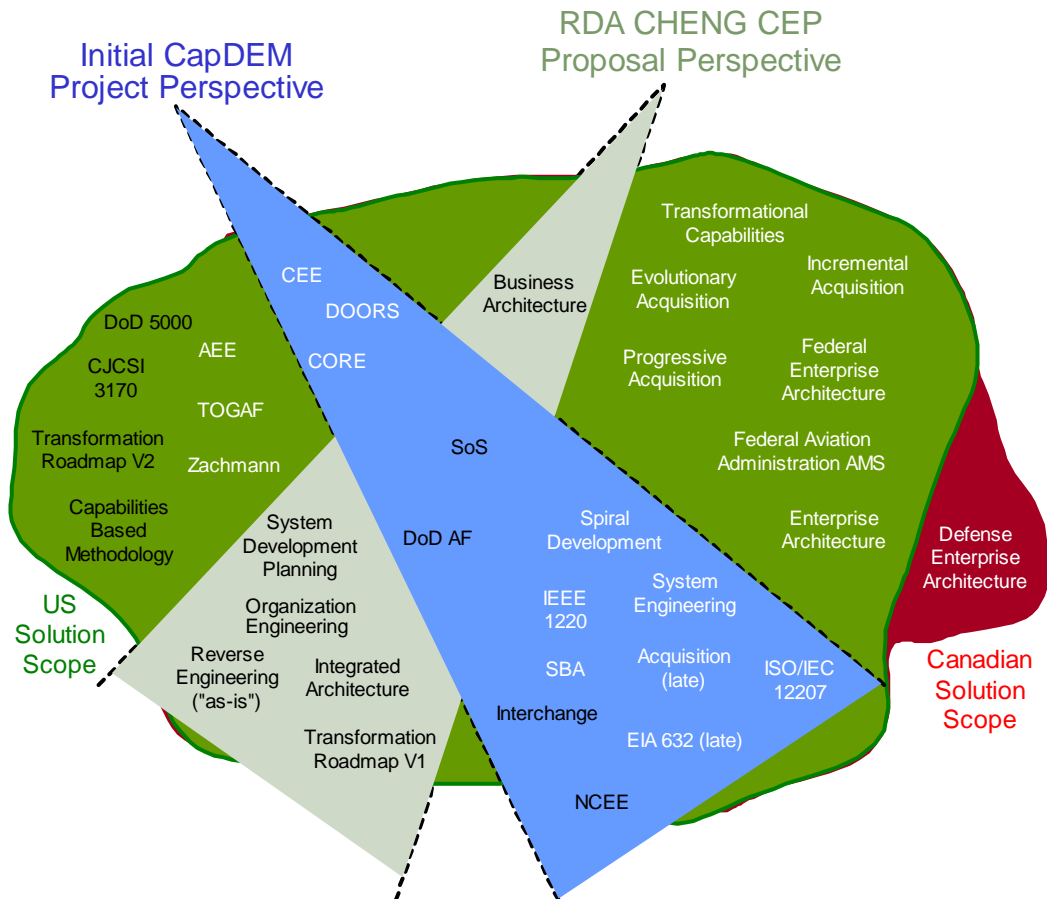 Initial CapDEM
Project Perspective
RDA CHENG CEP
Proposal Perspective
Transformational
Capabilities
CEE
DOORS
CORE
Business
Architecture
Evolutionary
Acquisition
Incremental
Acquisition
DoD 5000
AEE
CJCSI
3170
TOGAF
Progressive
Acquisition
Federal
Enterprise
Architecture
Transformation
Roadmap V2
Zachmann
SoS
Federal Aviation
Administration AMS
Capabilities
Based
Methodology
System
Development
Planning
DoD AF
Spiral
Development
Enterprise
Architecture
Defense
Enterprise
Architecture
US
Solution
Scope
Organization
Engineering
IEEE
1220
System
Engineering
Reverse
Engineering
("as-is")
Integrated
Architecture
SBA
Acquisition
(late)
ISO/IEC
12207
Canadian
Solution
Scope
Interchange
Transformation
Roadmap V1
EIA 632 (late)
NCEE